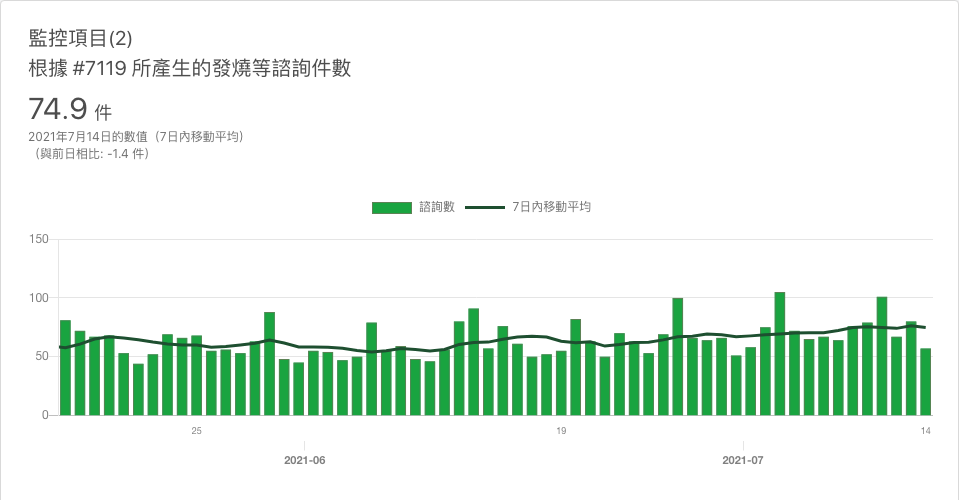 監控項目(2)
根據 #7119 所產生的發燒等諮詢件數
74.9 件
2021年7月14日的數值（7日內移動平均）
（與前日相比: -1.4 件）
諮詢數 7日內移動平均
150
100
50
0
25 19 14
2021-06 2021-07